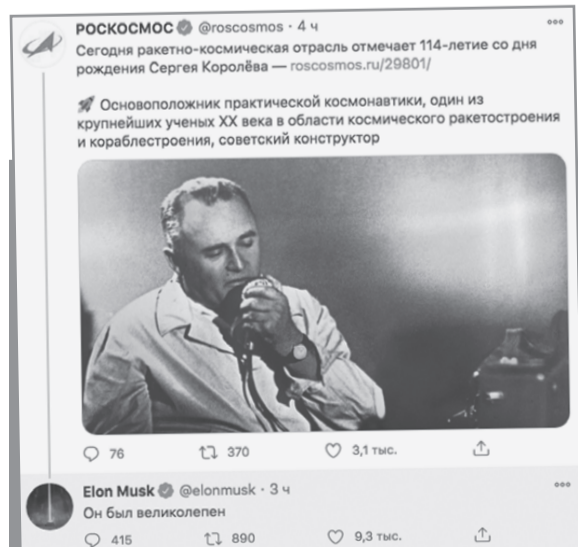 РОСКОСМОС @roscosmos · 4 ч
Сегодня ракетно-космическая отрасль отмечает 114-летие со дня
рождения Сергея Королёва — roscosmos.ru/29801/
🚀 Основоположник практической космонавтики, один из
крупнейших ученых XX века в области космического ракетостроения
и кораблестроения, советский конструктор
76 370 3,1 тыс.
Elon Musk @elonmusk · 3 ч
Он был великолепен
415 890 9,3 тыс.